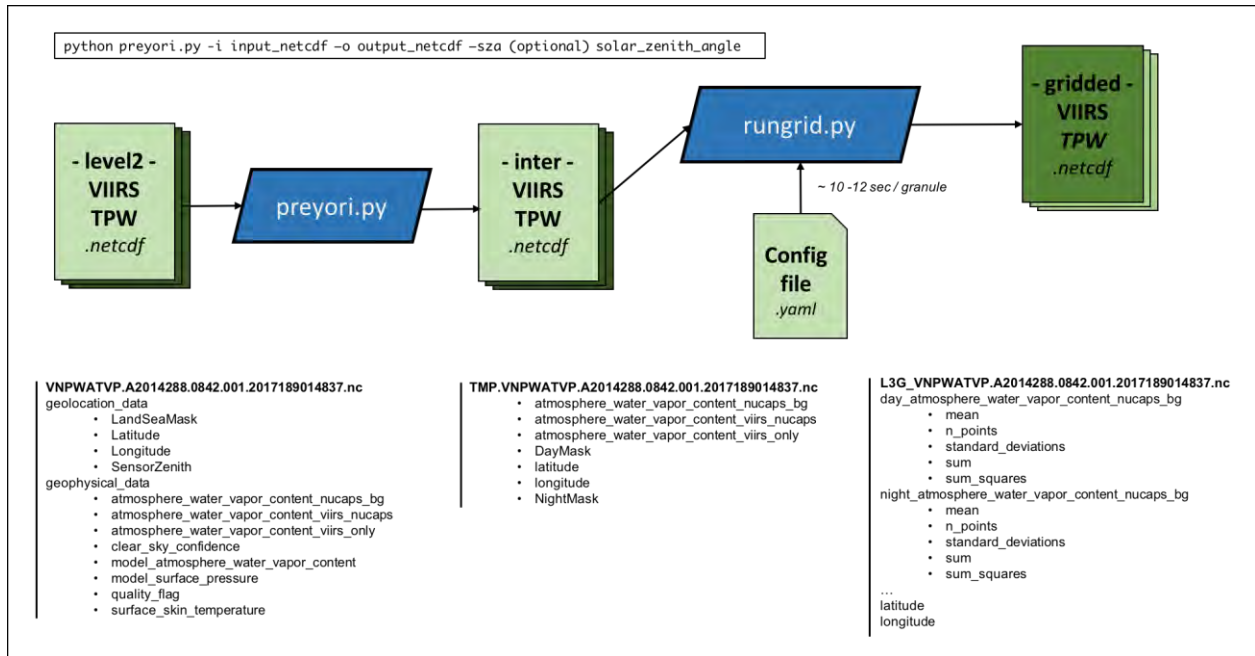 python preyori.py -i input_netcdf –o output_netcdf –sza (optional) solar_zenith_angle
- level2 -
VIIRS
TPW
.netcdf
preyori.py
- inter -
VIIRS
TPW
.netcdf
rungrid.py
~ 10 -12 sec / granule
Config
file
.yaml
- gridded -
VIIRS
TPW
.netcdf
VNPWATVP.A2014288.0842.001.2017189014837.nc
geolocation_data
• LandSeaMask
• Latitude
• Longitude
• SensorZenith
geophysical_data
• atmosphere_water_vapor_content_nucaps_bg
• atmosphere_water_vapor_content_viirs_nucaps
• atmosphere_water_vapor_content_viirs_only
• clear_sky_confidence
• model_atmosphere_water_vapor_content
• model_surface_pressure
• quality_flag
• surface_skin_temperature
TMP.VNPWATVP.A2014288.0842.001.2017189014837.nc
• atmosphere_water_vapor_content_nucaps_bg
• atmosphere_water_vapor_content_viirs_nucaps
• atmosphere_water_vapor_content_viirs_only
• DayMask
• latitude
• longitude
• NightMask
L3G_VNPWATVP.A2014288.0842.001.2017189014837.nc
day_atmosphere_water_vapor_content_nucaps_bg
• mean
• n_points
• standard_deviations
• sum
• sum_squares
night_atmosphere_water_vapor_content_nucaps_bg
• mean
• n_points
• standard_deviations
• sum
• sum_squares
...
latitude
longitude